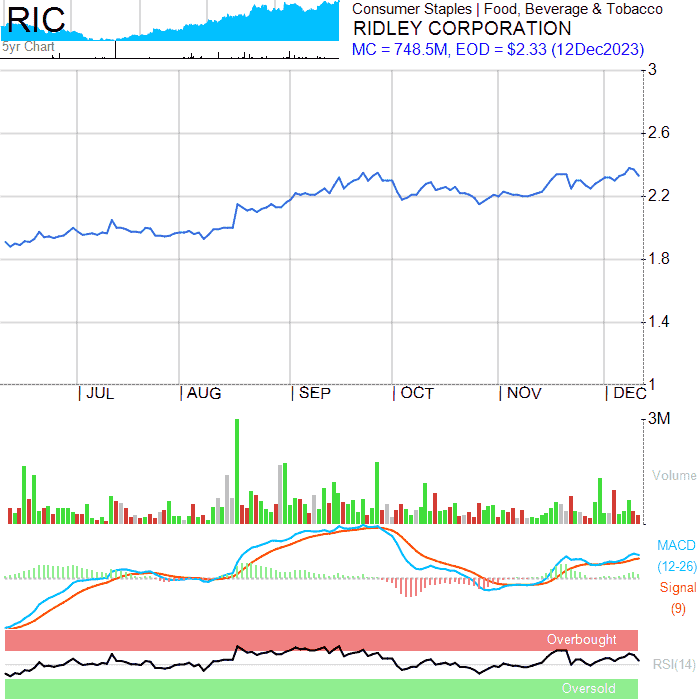 RIC
5yr Chart
Consumer Staples | Food, Beverage & Tobacco
RIDLEY CORPORATION
MC = 748.5M, EOD = $2.33 (12Dec2023)
3
2.6
2.2
1.8
1.4
1
| JUL | AUG | SEP | OCT | NOV | DEC
3M
Volume
MACD
(12-26)
Signal
(9)
Overbought
RSI(14)
Oversold